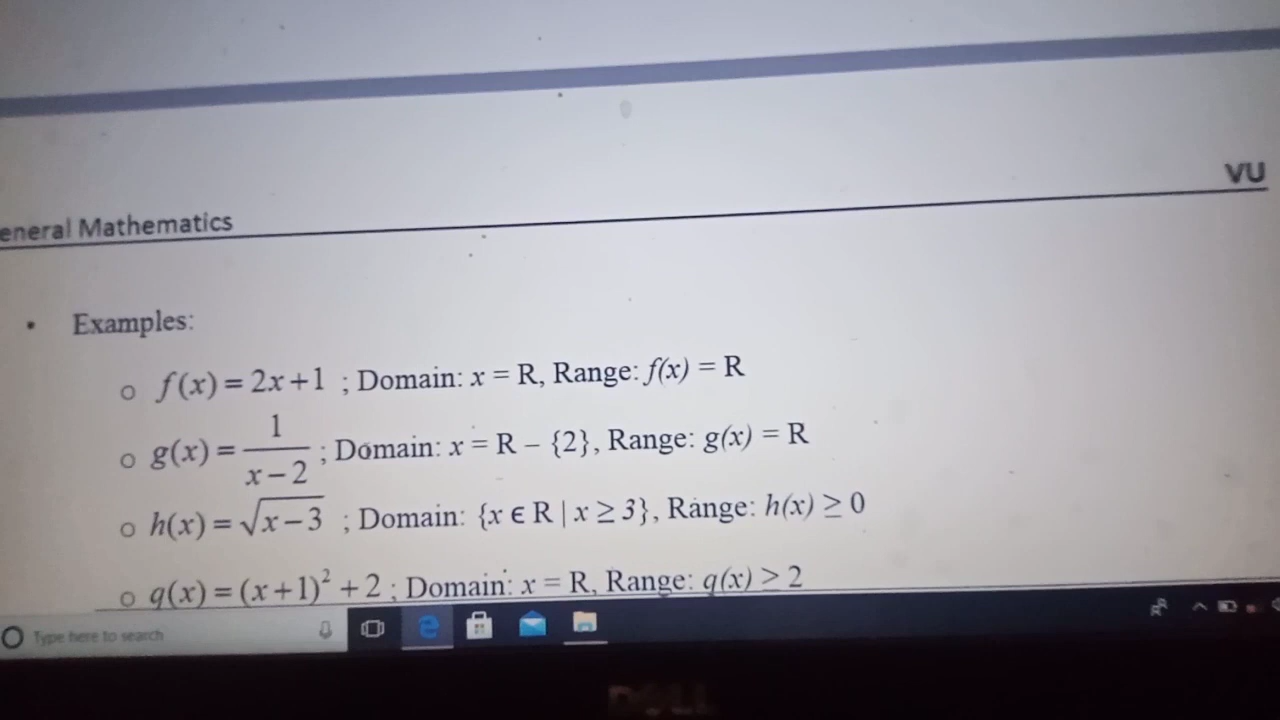 VU
eneral Mathematics
• Examples:
o f(x) = 2x+1 ; Domain: x = R, Range: f(x) = R
o g(x) = 1/(x−2) ; Domain: x = R – {2}, Range: g(x) = R
o h(x) = √(x−3) ; Domain: {x ϵ R | x ≥ 3}, Range: h(x) ≥ 0
o q(x) = (x+1)² + 2 ; Domain: x = R, Range: q(x) ≥ 2
Type here to search
DELL